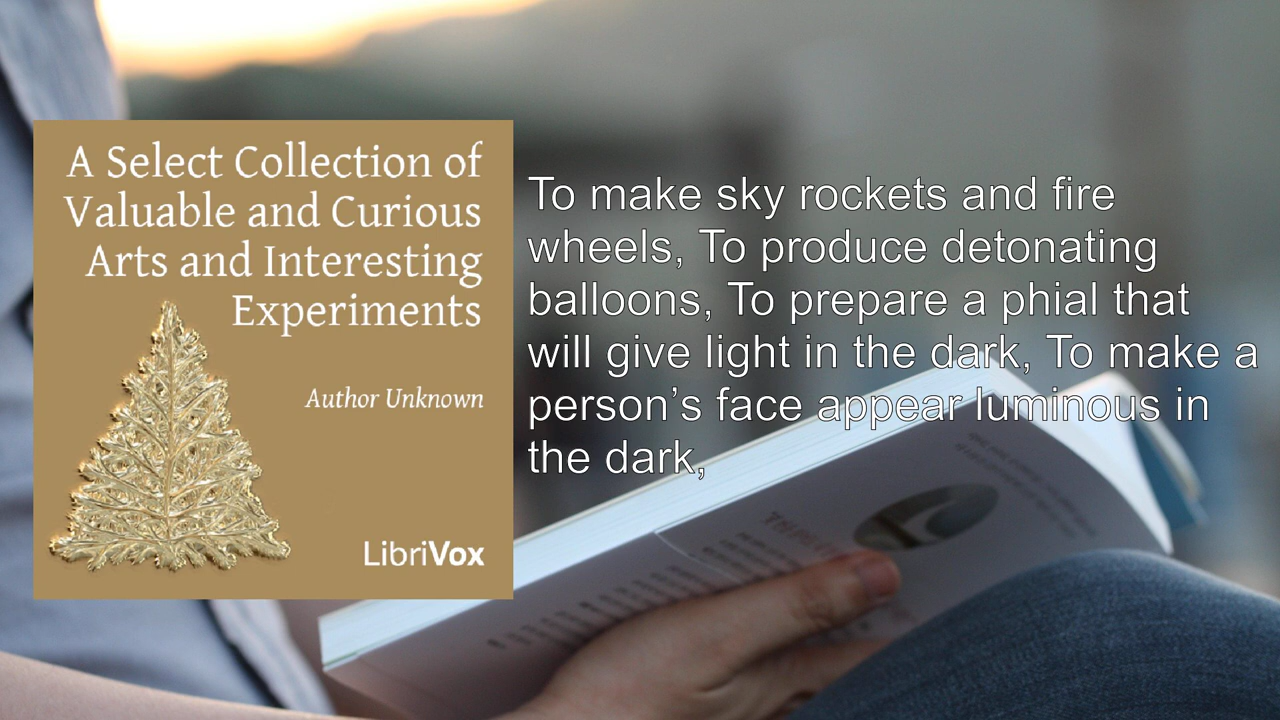 A Select Collection of
Valuable and Curious
Arts and Interesting
Experiments
Author Unknown
LibriVox
To make sky rockets and fire
wheels, To produce detonating
balloons, To prepare a phial that
will give light in the dark, To make a
person’s face appear luminous in
the dark,